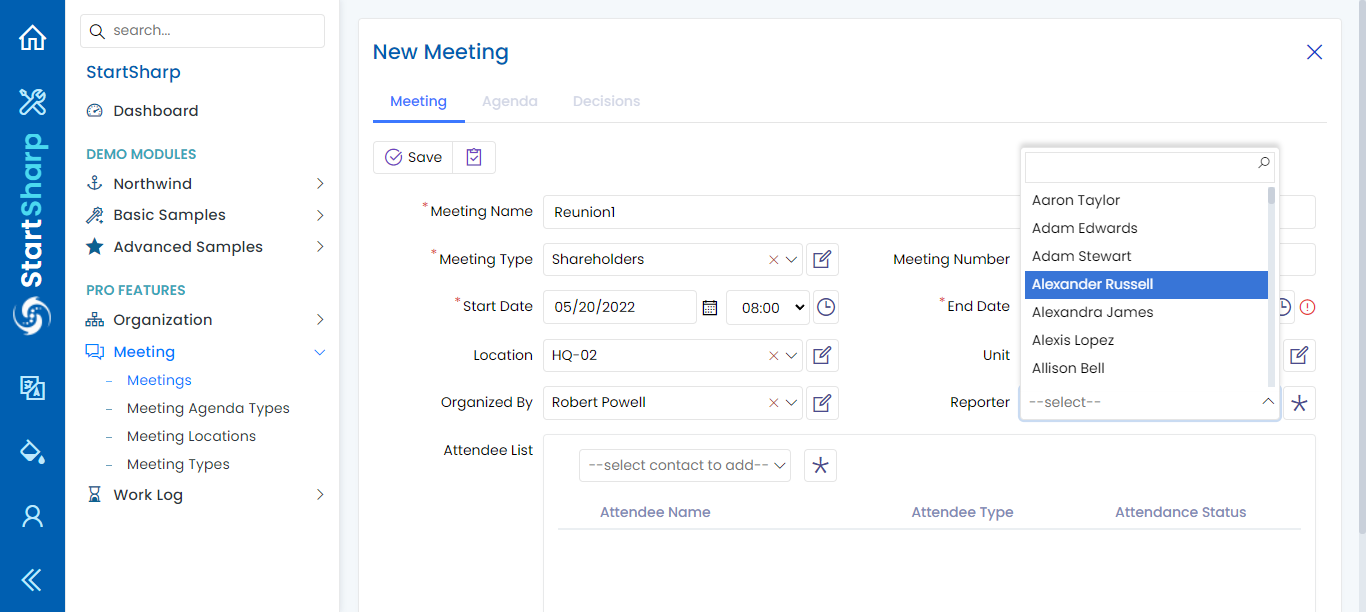 StartSharp
search...
StartSharp
Dashboard
DEMO MODULES
Northwind
Basic Samples
Advanced Samples
PRO FEATURES
Organization
Meeting
Meetings
Meeting Agenda Types
Meeting Locations
Meeting Types
Work Log
New Meeting
Meeting Agenda Decisions
Save
*Meeting Name Reunion1
*Meeting Type Shareholders
Meeting Number
*Start Date 05/20/2022 08:00
*End Date
Location HQ-02
Unit
Organized By Robert Powell
Reporter --select--
Aaron Taylor
Adam Edwards
Adam Stewart
Alexander Russell
Alexandra James
Alexis Lopez
Allison Bell
Attendee List
--select contact to add--
Attendee Name Attendee Type Attendance Status